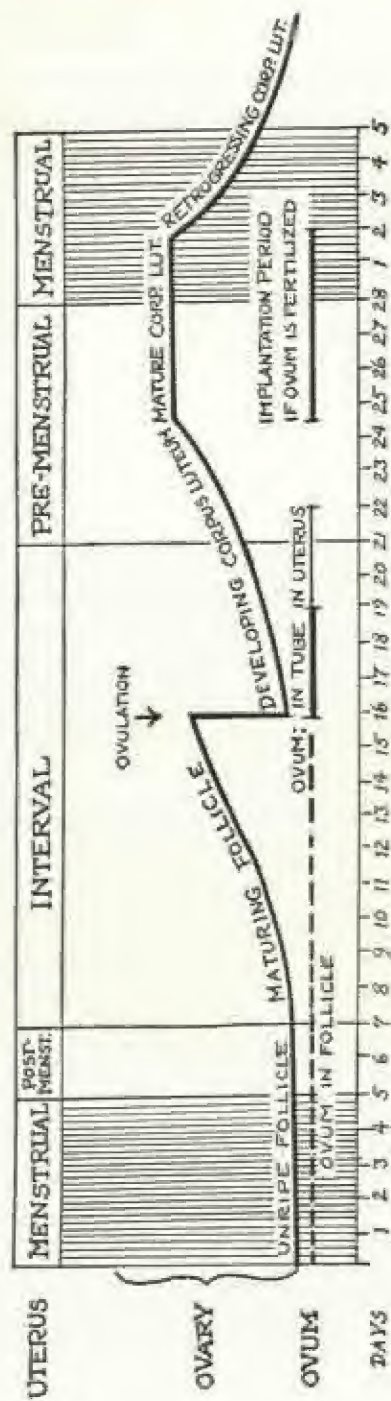 UTERUS
MENSTRUAL
POST-
MENST.
INTERVAL
PRE-MENSTRUAL
MENSTRUAL
OVARY
UNRIPE FOLLICLE
MATURING FOLLICLE
OVULATION
DEVELOPING CORPUS LUTEUM
MATURE CORP. LUT.
RETROGRESSING CORP. LUT.
OVUM
OVUM IN FOLLICLE
OVUM; IN TUBE IN UTERUS
IMPLANTATION PERIOD
IF OVUM IS FERTILIZED
DAYS
1 2 3 4 5 6 7 8 9 10 11 12 13 14 15 16 17 18 19 20 21 22 23 24 25 26 27 28 1 2 3 4 5